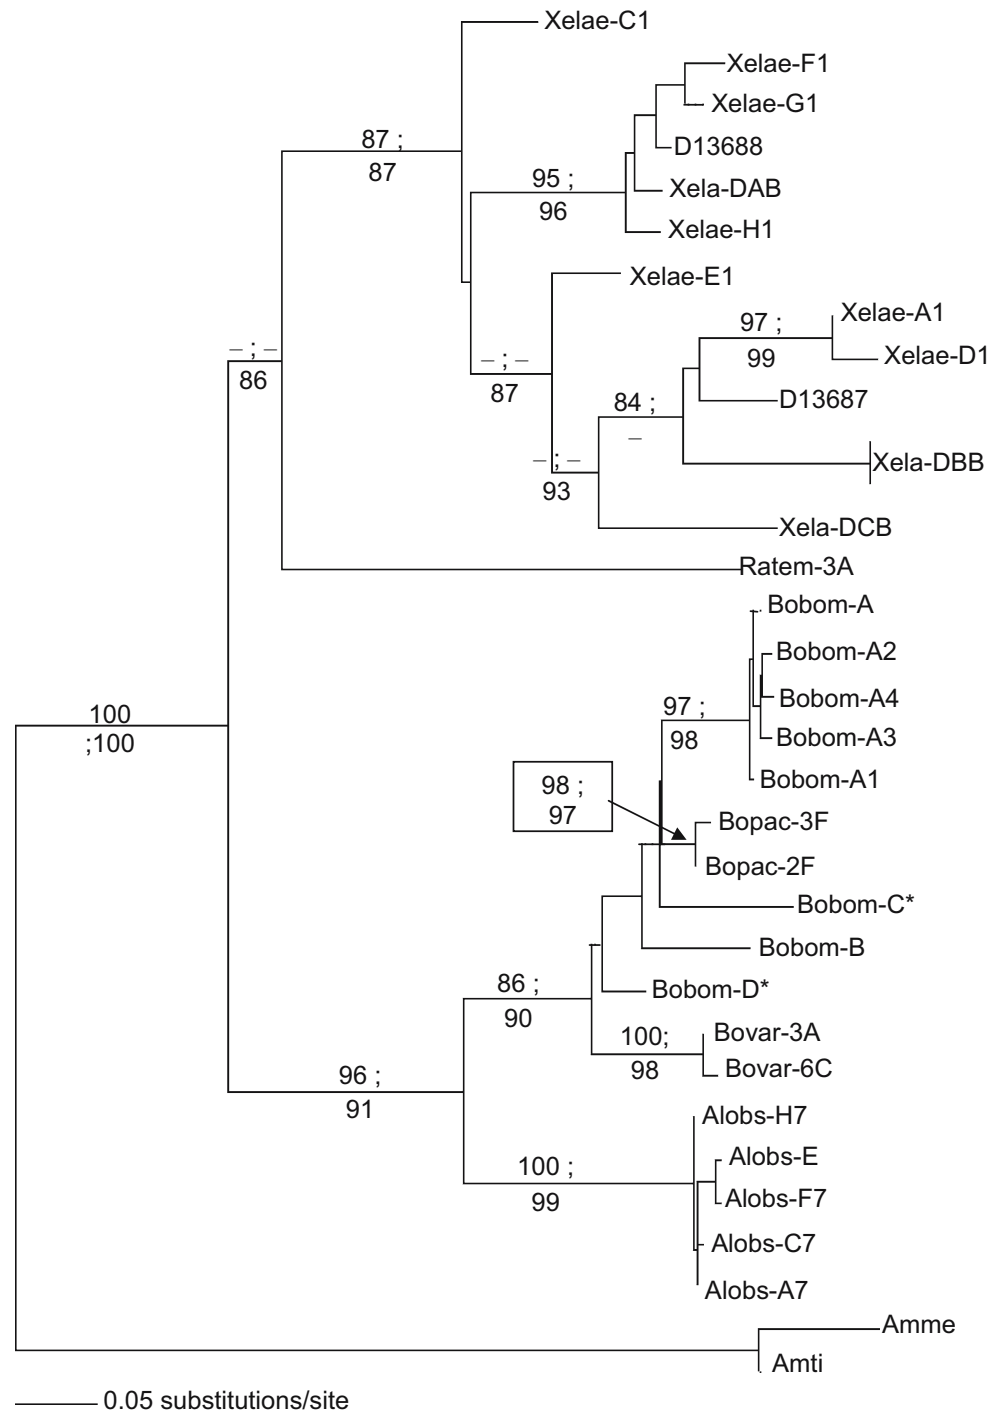 Xelae-C1
Xelae-F1
Xelae-G1
87 ;
87
D13688
95 ;
96
Xela-DAB
Xelae-H1
Xelae-E1
97 ;
99
Xelae-A1
Xelae-D1
– ; –
86
– ; –
87
D13687
84 ;
–
– ; –
93
Xela-DBB
Xela-DCB
Ratem-3A
Bobom-A
Bobom-A2
97 ;
98
Bobom-A4
Bobom-A3
100
;100
Bobom-A1
98 ;
97
Bopac-3F
Bopac-2F
Bobom-C*
Bobom-B
86 ;
90
Bobom-D*
100;
98
Bovar-3A
Bovar-6C
96 ;
91
Alobs-H7
Alobs-E
100 ;
99
Alobs-F7
Alobs-C7
Alobs-A7
Amme
Amti
0.05 substitutions/site